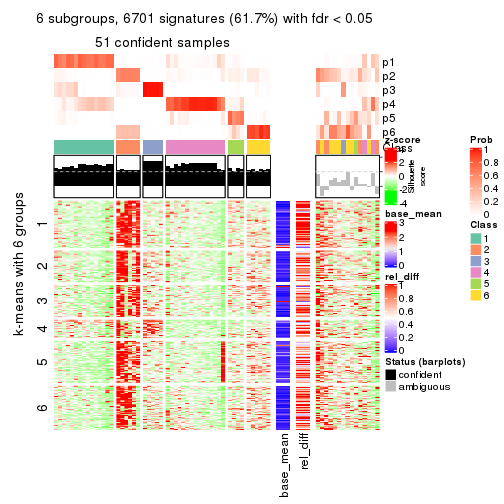 6 subgroups, 6701 signatures (61.7%) with fdr < 0.05
51 confident samples
p1
p2
p3
p4
p5
p6
Class
z-score
4
2
0
-2
-4
Silhouette
score
Prob
1
0.8
0.6
0.4
0.2
0
base_mean
3
2
1
0
Class
1
2
3
4
5
6
rel_diff
1
0.8
0.6
0.4
0.2
0
Status (barplots)
confident
ambiguous
k-means with 6 groups
1
2
3
4
5
6
base_mean
rel_diff